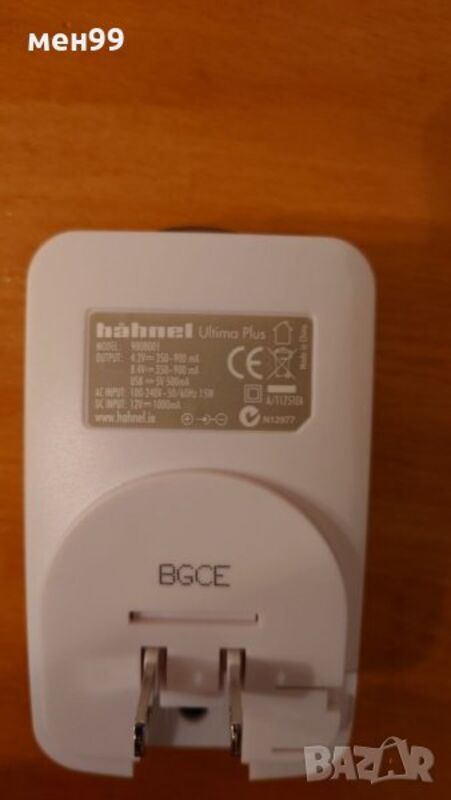 мен99
hähnel Ultima Plus
MODEL: 9808001
OUTPUT: 4.2V 350-900 mA
8.4V 350-900 mA
USB 5V 500mA
AC INPUT: 100-240V~50/60Hz 15W
DC INPUT: 12V 1000mA
www.hahnel.ie
CE
Made in China
N12977
BGCE
BAZAR